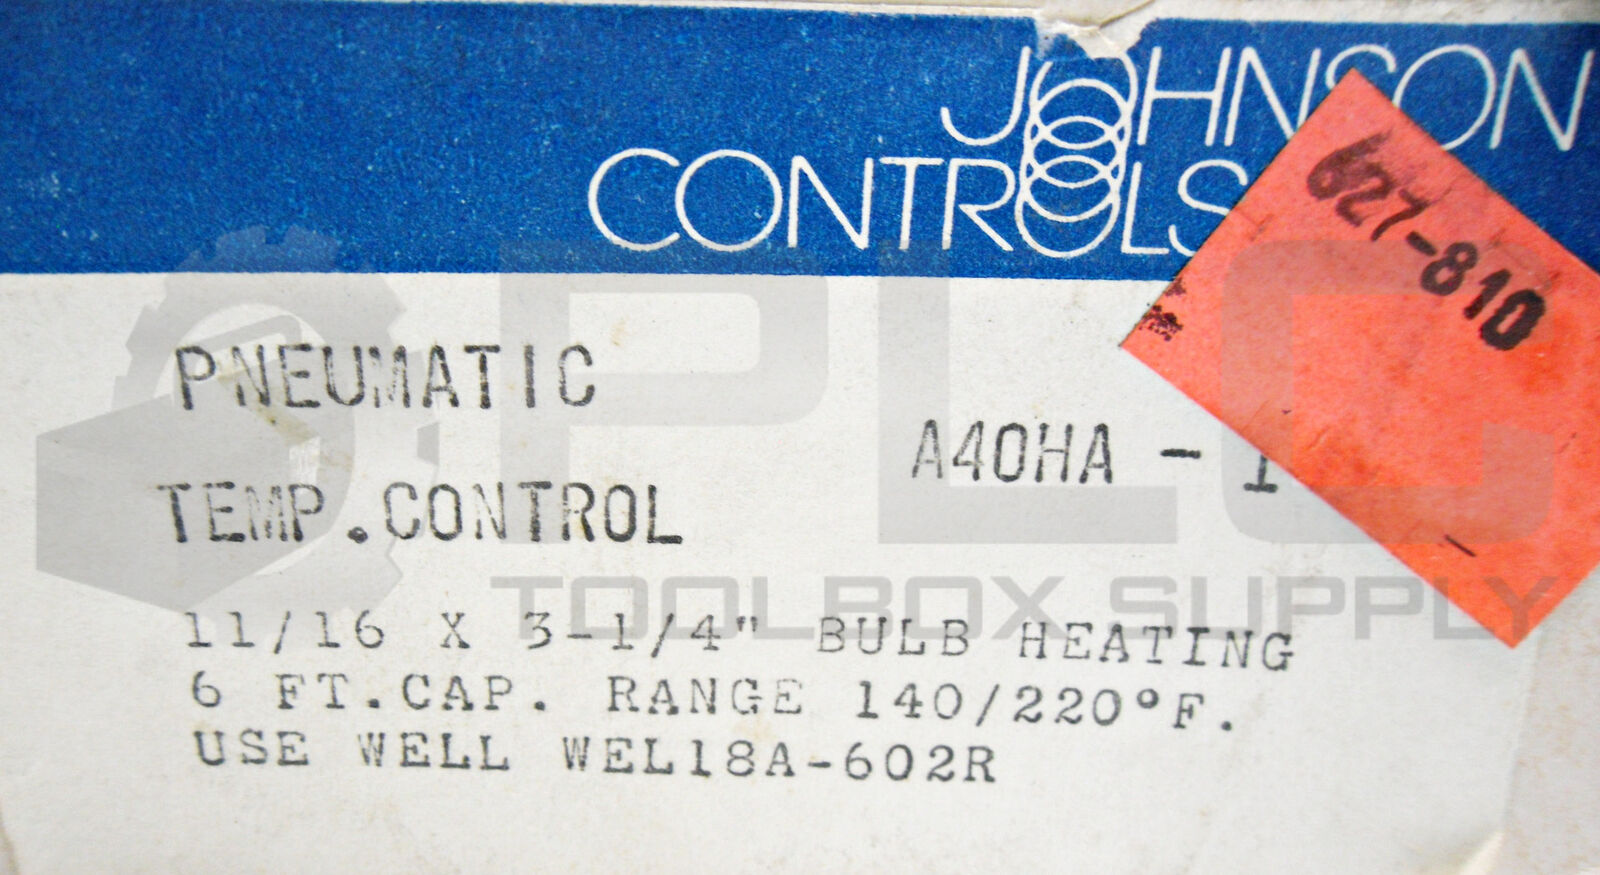 JOHNSON
CONTROLS
627-810
PNEUMATIC
A40HA - 1
TEMP.CONTROL
11/16 X 3-1/4" BULB HEATING
6 FT.CAP. RANGE 140/220°F.
USE WELL WEL18A-602R
PLC
TOOLBOX SUPPLY